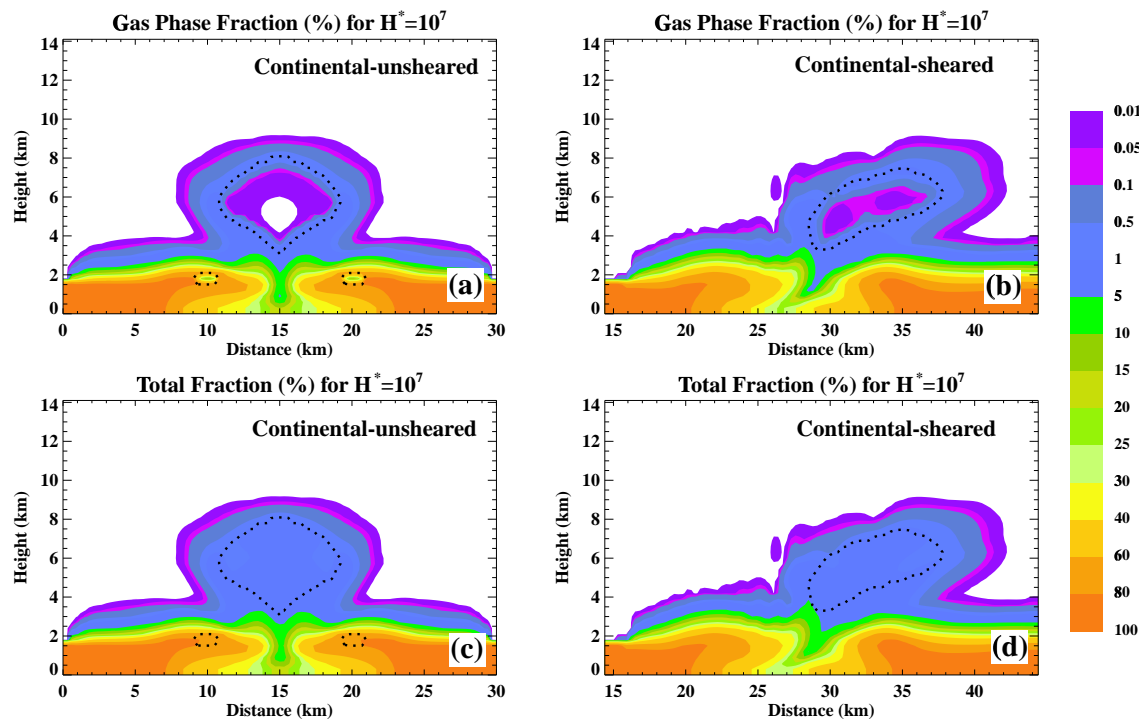 Gas Phase Fraction (%) for H*=10⁷
Gas Phase Fraction (%) for H*=10⁷
Continental-unsheared
Continental-sheared
Height (km)
14
12
10
8
6
4
2
0
(a)
0 5 10 15 20 25 30
Distance (km)
Height (km)
14
12
10
8
6
4
2
0
(b)
15 20 25 30 35 40
Distance (km)
0.01
0.05
0.1
0.5
1
5
10
15
20
25
30
40
60
80
100
Total Fraction (%) for H*=10⁷
Total Fraction (%) for H*=10⁷
Continental-unsheared
Continental-sheared
Height (km)
14
12
10
8
6
4
2
0
(c)
0 5 10 15 20 25 30
Distance (km)
Height (km)
14
12
10
8
6
4
2
0
(d)
15 20 25 30 35 40
Distance (km)